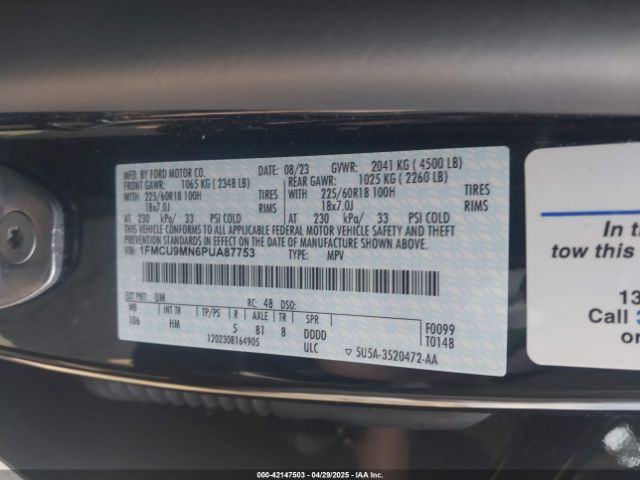 MFD. BY FORD MOTOR CO.
DATE: 08/23 GVWR: 2041 KG ( 4500 LB)
FRONT GAWR: 1065 KG ( 2348 LB) REAR GAWR: 1025 KG ( 2260 LB)
WITH 225/60R18 100H TIRES WITH 225/60R18 100H TIRES
18x7.0J RIMS 18x7.0J RIMS
AT 230 kPa/ 33 PSI COLD AT 230 kPa/ 33 PSI COLD
THIS VEHICLE CONFORMS TO ALL APPLICABLE FEDERAL MOTOR VEHICLE SAFETY AND BUMPER
STANDARDS IN EFFECT ON THE DATE OF MANUFACTURE SHOWN ABOVE.
VIN: 1FMCU9MN6PUA87753 TYPE: MPV
EXT PNT: UM RC: 48 DSO:
WB INT TR TP/PS R AXLE TR SPR
106 HM 5 81 8 DDDD
F0099
T0148
1202308164905 ULC ▽ 5U5A-3520472-AA
In th
tow this
13
Call 3
or
000-42147503 - 04/29/2025 - IAAI, Inc.